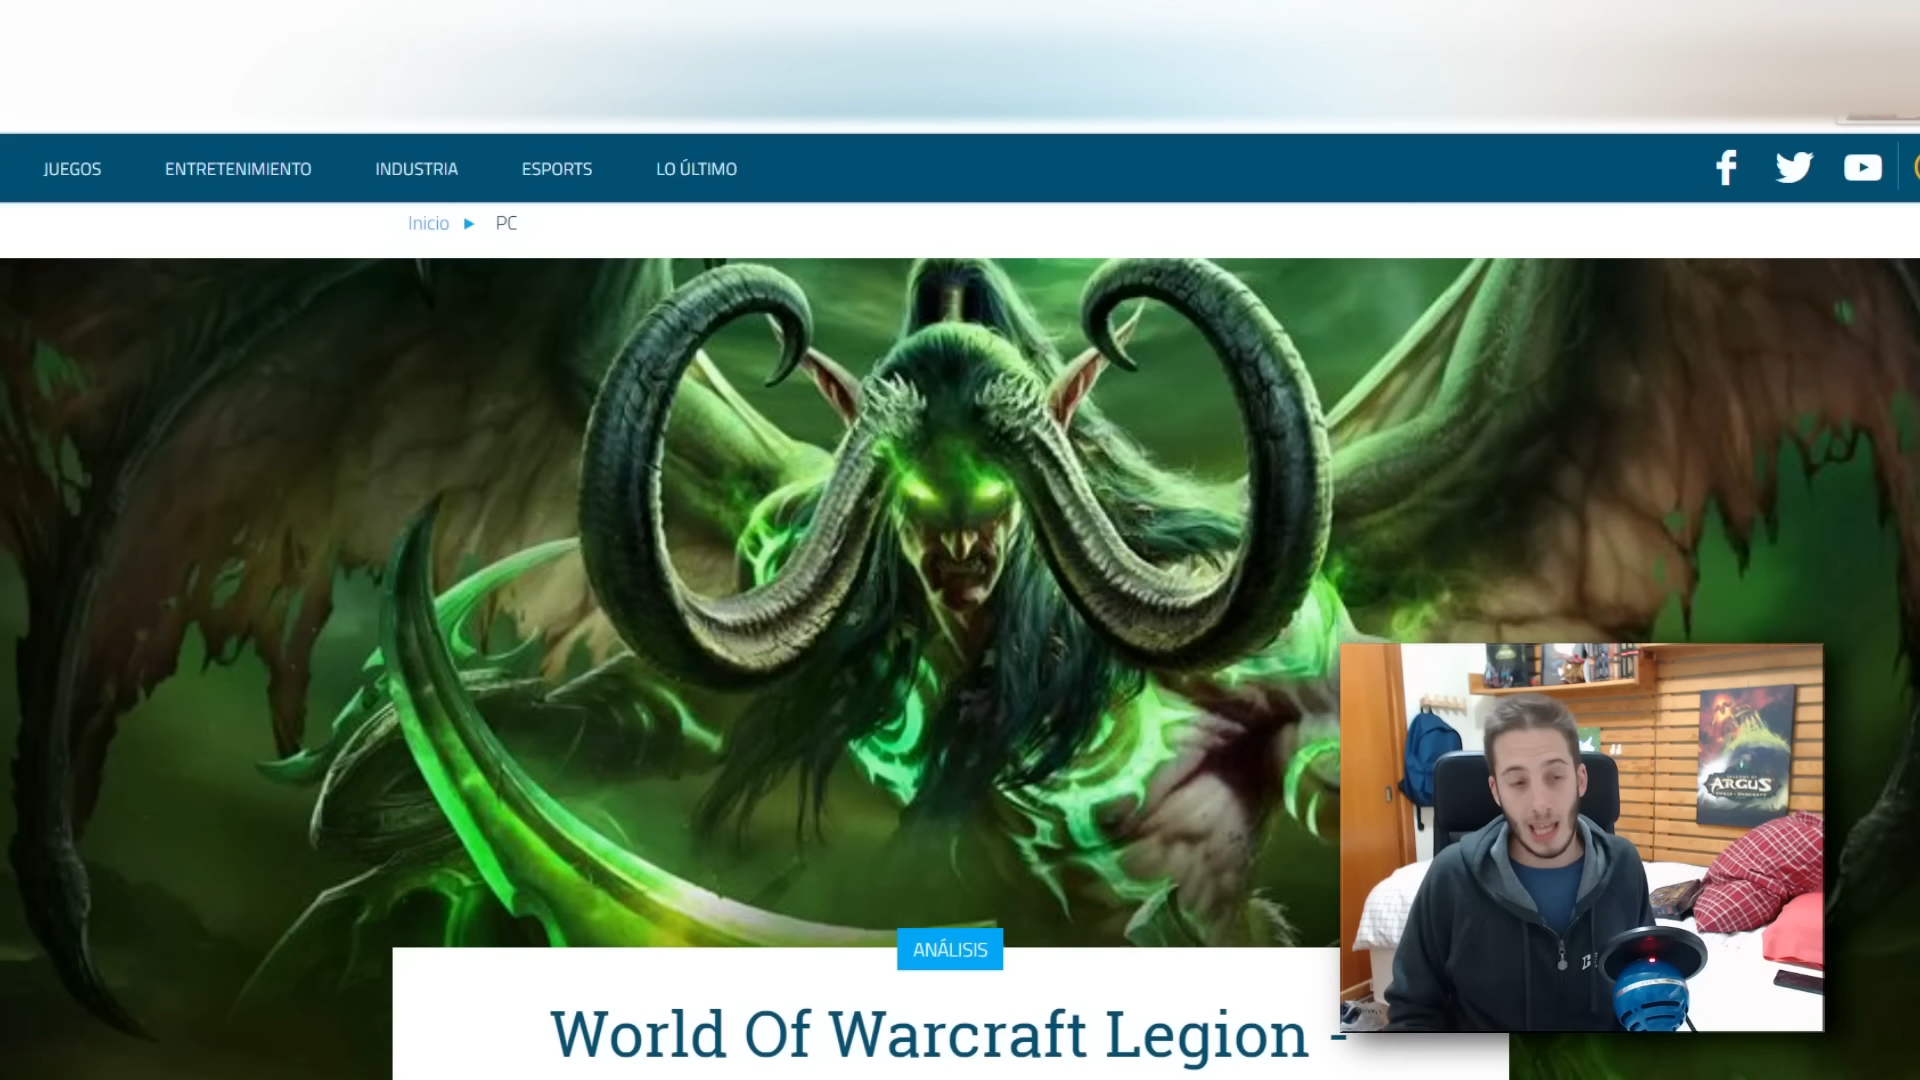 JUEGOS ENTRETENIMIENTO INDUSTRIA ESPORTS LO ÚLTIMO
Inicio PC
ANÁLISIS
World Of Warcraft Legion -
ARGUS